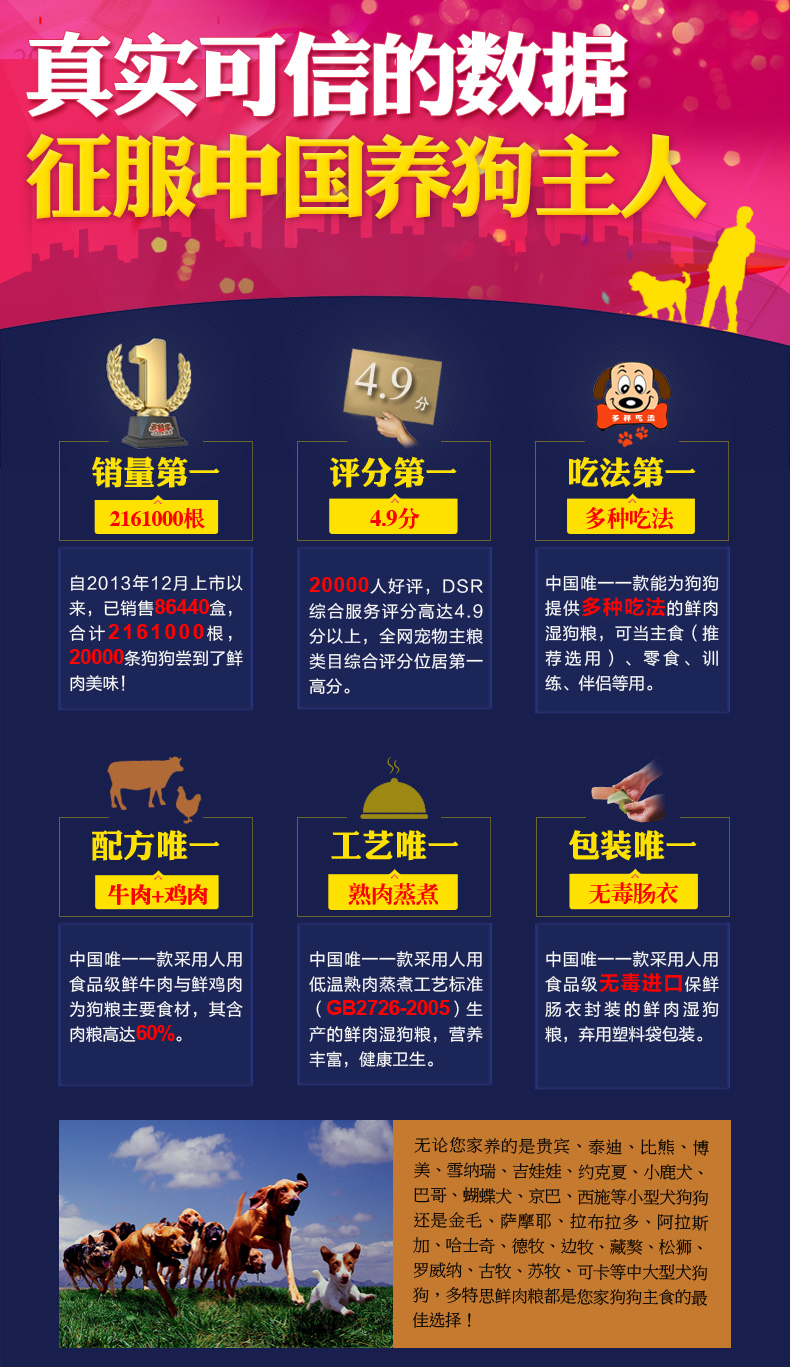 真实可信的数据
征服中国养狗主人
1
4.9分
多种吃法
销量第一
2161000根
评分第一
4.9分
吃法第一
多种吃法
自2013年12月上市以
来，已销售86440盒，
合计2161000根，
20000条狗狗尝到了鲜
肉美味！
20000人好评，DSR
综合服务评分高达4.9
分以上，全网宠物主粮
类目综合评分位居第一
高分。
中国唯一一款能为狗狗
提供多种吃法的鲜肉
湿狗粮，可当主食（推
荐选用）、零食、训
练、伴侣等用。
配方唯一
牛肉+鸡肉
工艺唯一
熟肉蒸煮
包装唯一
无毒肠衣
中国唯一一款采用人用
食品级鲜牛肉与鲜鸡肉
为狗粮主要食材，其含
肉粮高达60%。
中国唯一一款采用人用
低温熟肉蒸煮工艺标准
（GB2726-2005）生
产的鲜肉湿狗粮，营养
丰富，健康卫生。
中国唯一一款采用人用
食品级无毒进口保鲜
肠衣封装的鲜肉湿狗
粮，弃用塑料袋包装。
无论您家养的是贵宾、泰迪、比熊、博
美、雪纳瑞、吉娃娃、约克夏、小鹿犬、
巴哥、蝴蝶犬、京巴、西施等小型犬狗狗
还是金毛、萨摩耶、拉布拉多、阿拉斯
加、哈士奇、德牧、边牧、藏獒、松狮、
罗威纳、古牧、苏牧、可卡等中大型犬狗
狗，多特思鲜肉粮都是您家狗狗主食的最
佳选择！